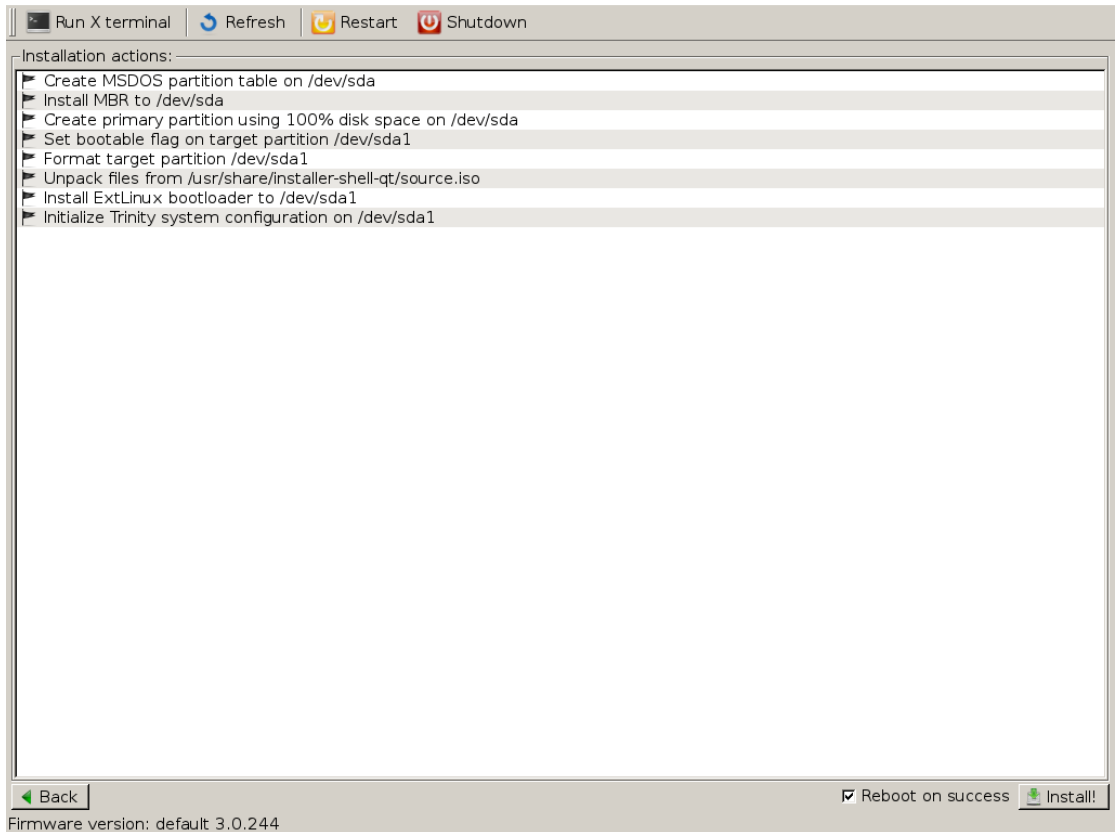 Run X terminal Refresh Restart Shutdown
Installation actions:
Create MSDOS partition table on /dev/sda
Install MBR to /dev/sda
Create primary partition using 100% disk space on /dev/sda
Set bootable flag on target partition /dev/sda1
Format target partition /dev/sda1
Unpack files from /usr/share/installer-shell-qt/source.iso
Install ExtLinux bootloader to /dev/sda1
Initialize Trinity system configuration on /dev/sda1
Back Reboot on success Install!
Firmware version: default 3.0.244